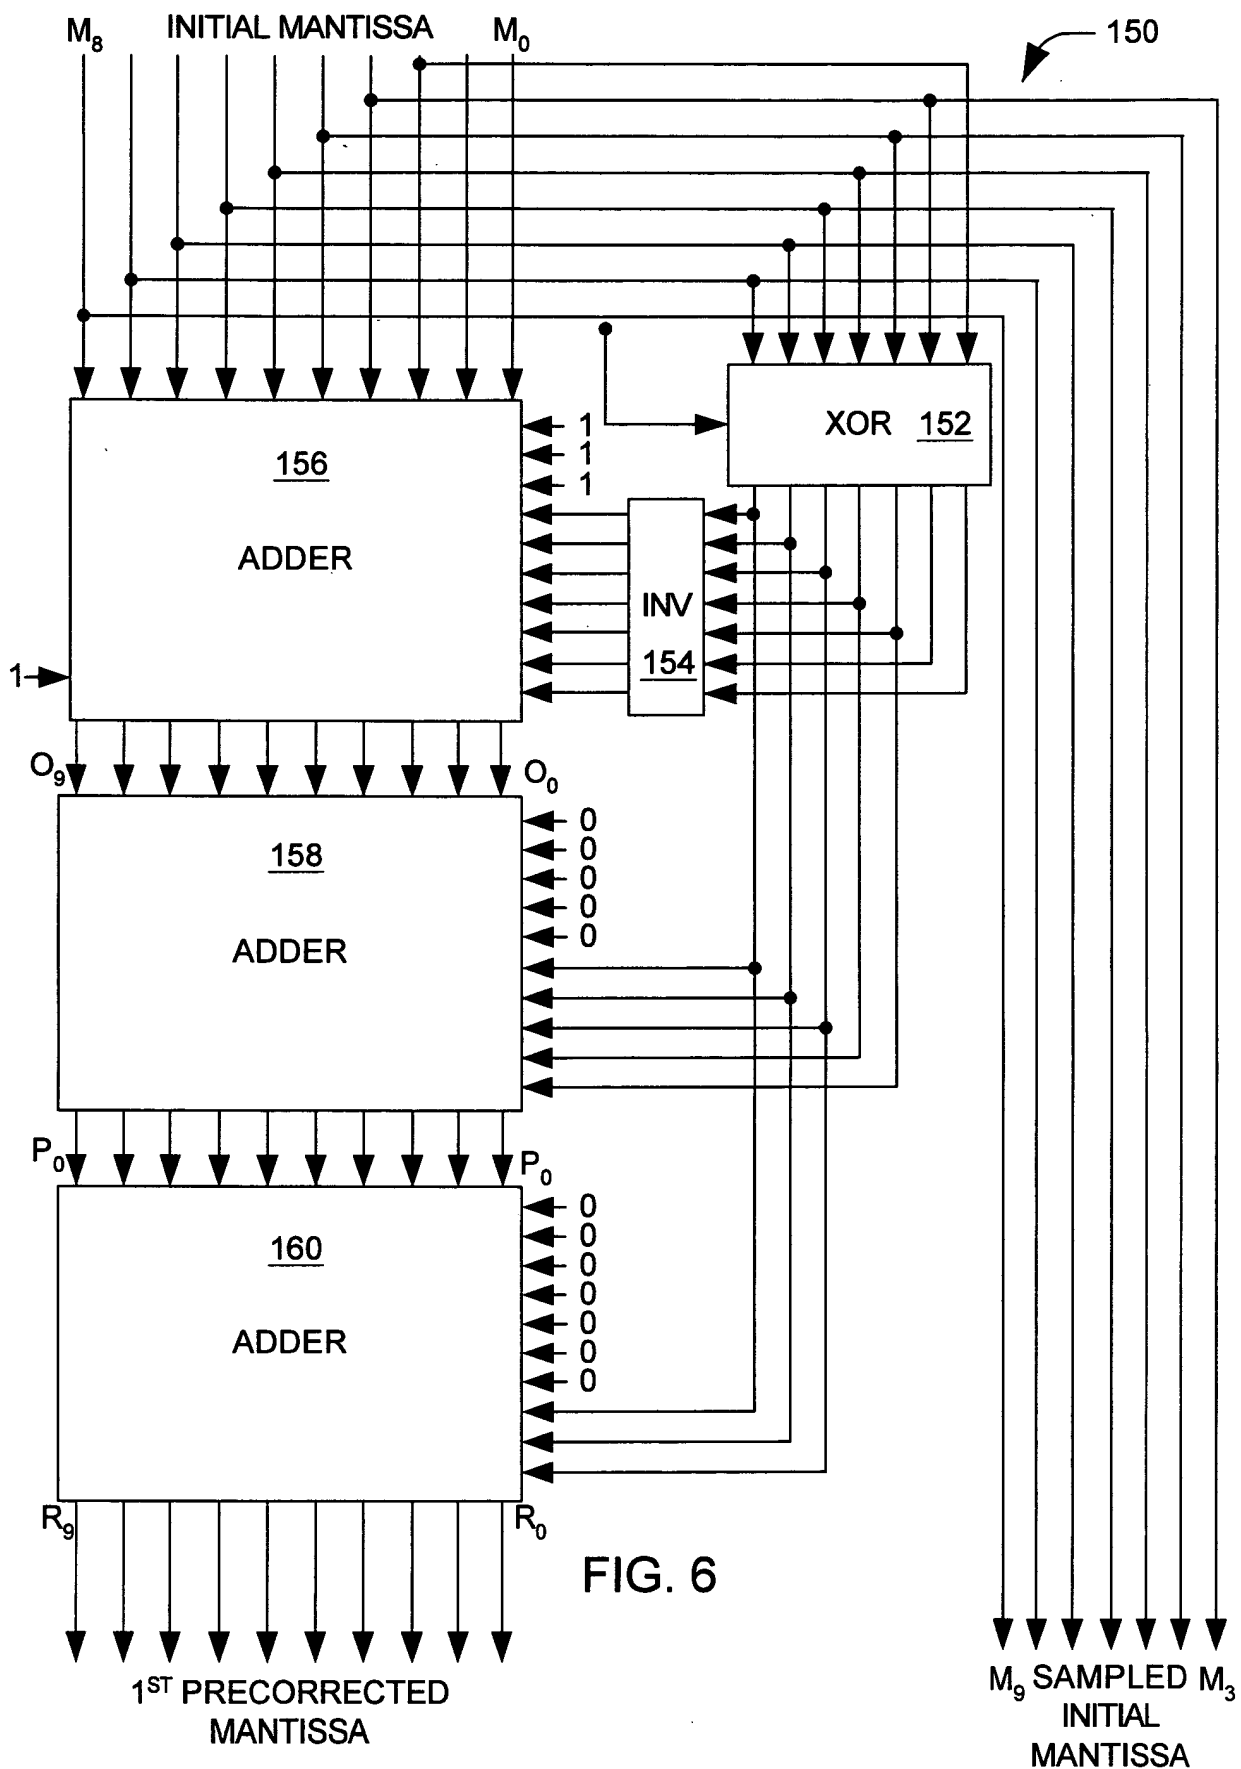 M8 INITIAL MANTISSA M0
150
XOR 152
156
ADDER
1
1
1
INV
154
1
O9 O0
158
ADDER
0
0
0
0
0
P0 P0
160
ADDER
0
0
0
0
0
0
0
R9 R0
FIG. 6
1ST PRECORRECTED
MANTISSA
M9 SAMPLED M3
INITIAL
MANTISSA